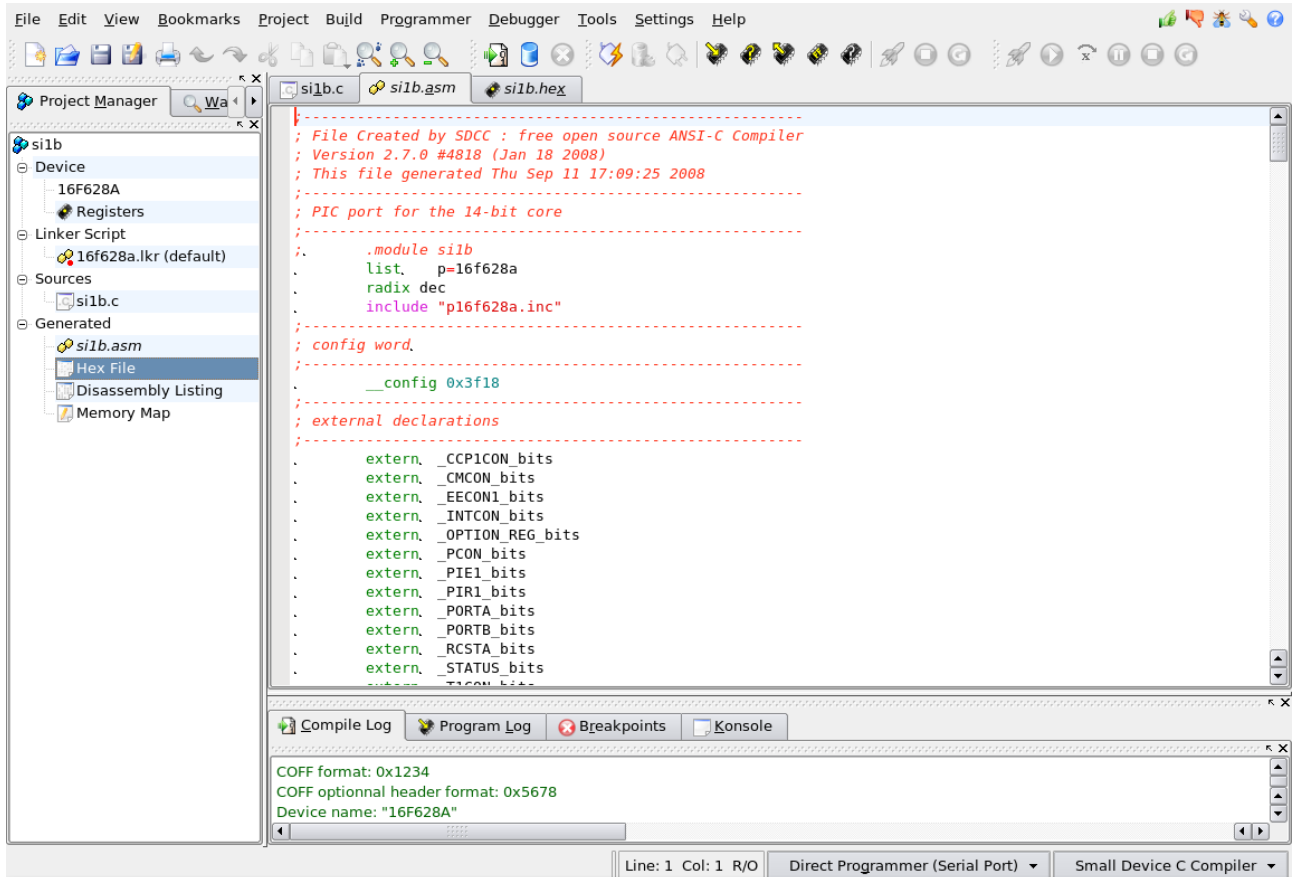 File Edit View Bookmarks Project Build Programmer Debugger Tools Settings Help
Project Manager Wa
si1b
Device
16F628A
Registers
Linker Script
16f628a.lkr (default)
Sources
si1b.c
Generated
si1b.asm
Hex File
Disassembly Listing
Memory Map
si1b.c si1b.asm si1b.hex
;--------------------------------------------------------
; File Created by SDCC : free open source ANSI-C Compiler
; Version 2.7.0 #4818 (Jan 18 2008)
; This file generated Thu Sep 11 17:09:25 2008
;--------------------------------------------------------
; PIC port for the 14-bit core
;--------------------------------------------------------
; .module si1b
list p=16f628a
radix dec
include "p16f628a.inc"
;--------------------------------------------------------
; config word
;--------------------------------------------------------
__config 0x3f18
;--------------------------------------------------------
; external declarations
;--------------------------------------------------------
extern _CCP1CON_bits
extern _CMCON_bits
extern _EECON1_bits
extern _INTCON_bits
extern _OPTION_REG_bits
extern _PCON_bits
extern _PIE1_bits
extern _PIR1_bits
extern _PORTA_bits
extern _PORTB_bits
extern _RCSTA_bits
extern _STATUS_bits
extern _T1CON_bits
Compile Log Program Log Breakpoints Konsole
COFF format: 0x1234
COFF optionnal header format: 0x5678
Device name: "16F628A"
Line: 1 Col: 1 R/O Direct Programmer (Serial Port) Small Device C Compiler